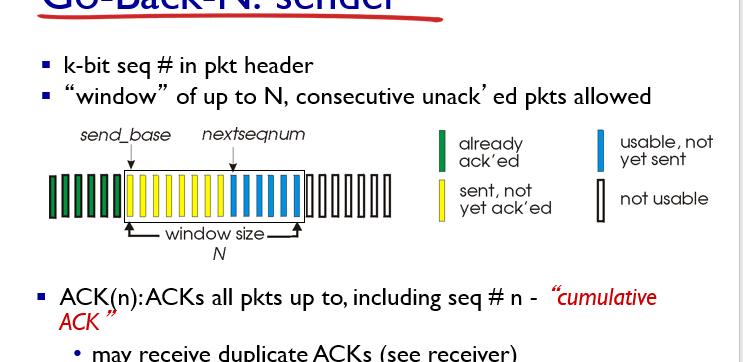 Go-Back-N: sender
k-bit seq # in pkt header
“window” of up to N, consecutive unack’ ed pkts allowed
send_base nextseqnum
already
ack’ed
usable, not
yet sent
sent, not
yet ack’ed
not usable
window size
N
ACK(n): ACKs all pkts up to, including seq # n - “cumulative
ACK ”
may receive duplicate ACKs (see receiver)